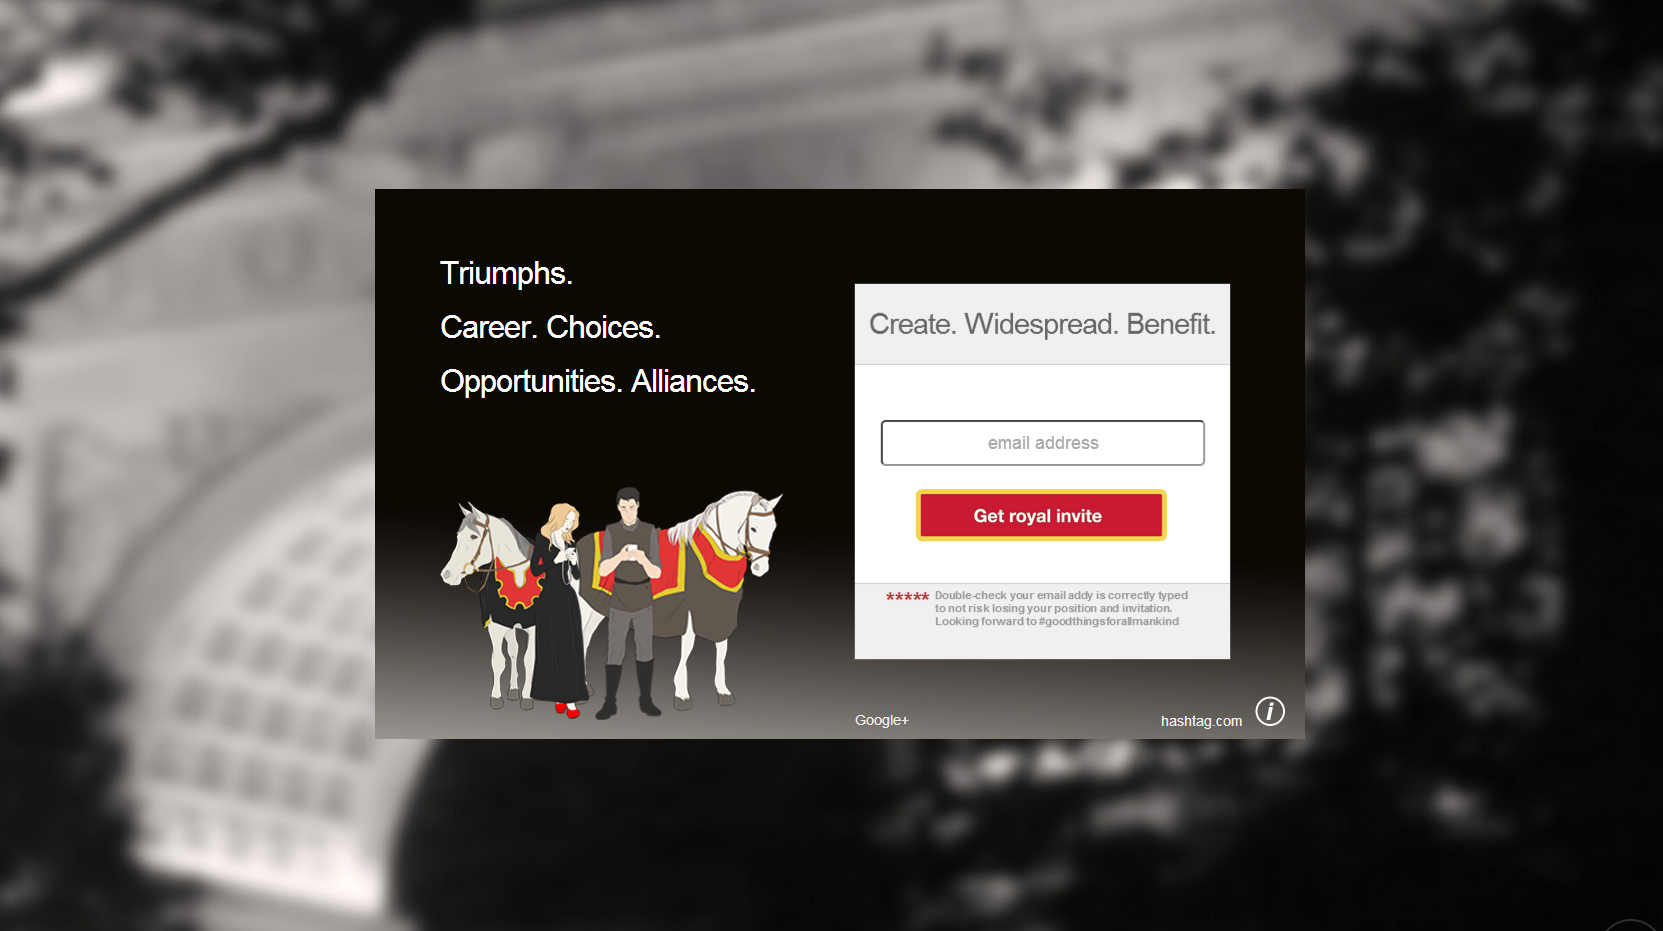 Triumphs.
Career. Choices.
Opportunities. Alliances.
Create. Widespread. Benefit.
email address
Get royal invite
***** Double-check your email addy is correctly typed
to not risk losing your position and invitation.
Looking forward to #goodthingsforallmankind
Google+
hashtag.com
i